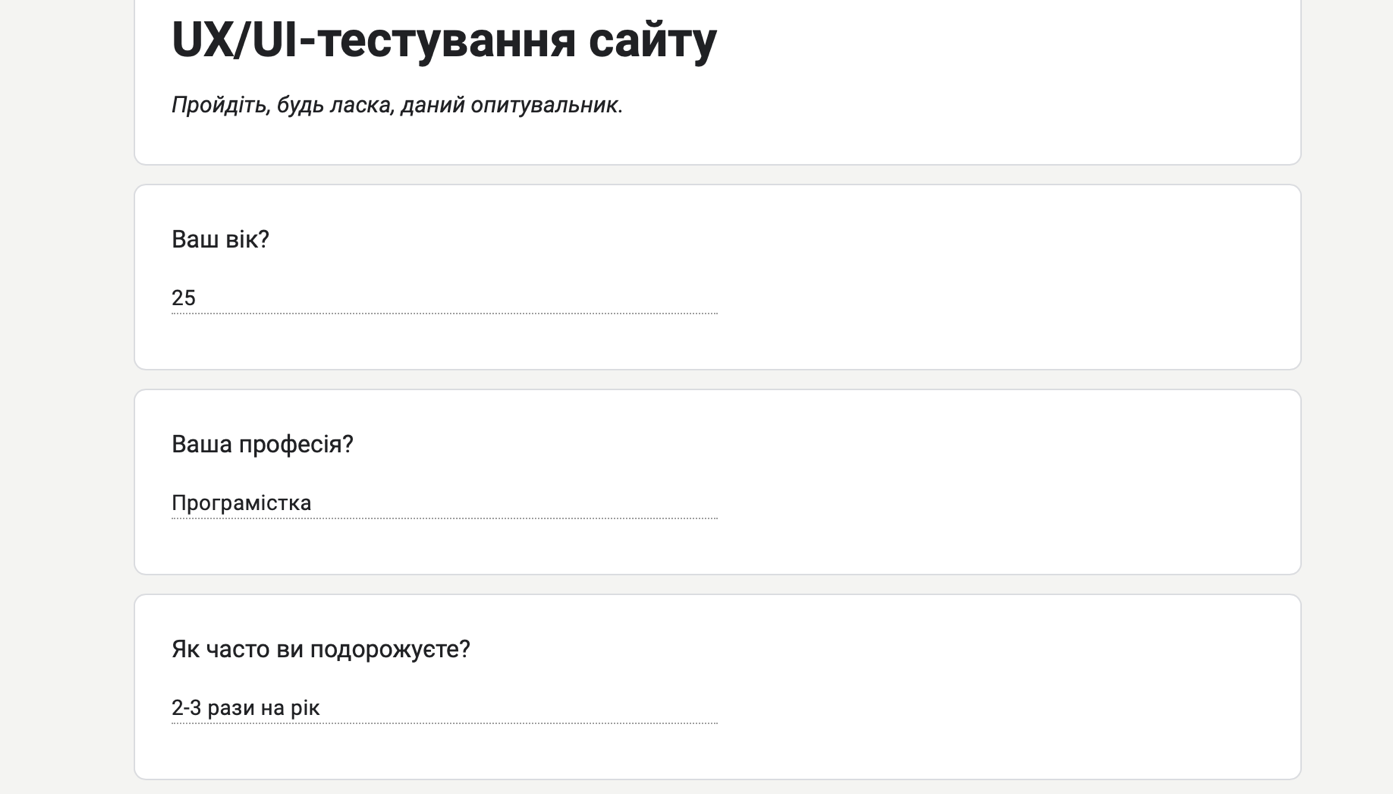 UX/UI-тестування сайту
Пройдіть, будь ласка, даний опитувальник.
Ваш вік?
25
Ваша професія?
Програмістка
Як часто ви подорожуєте?
2-3 рази на рік